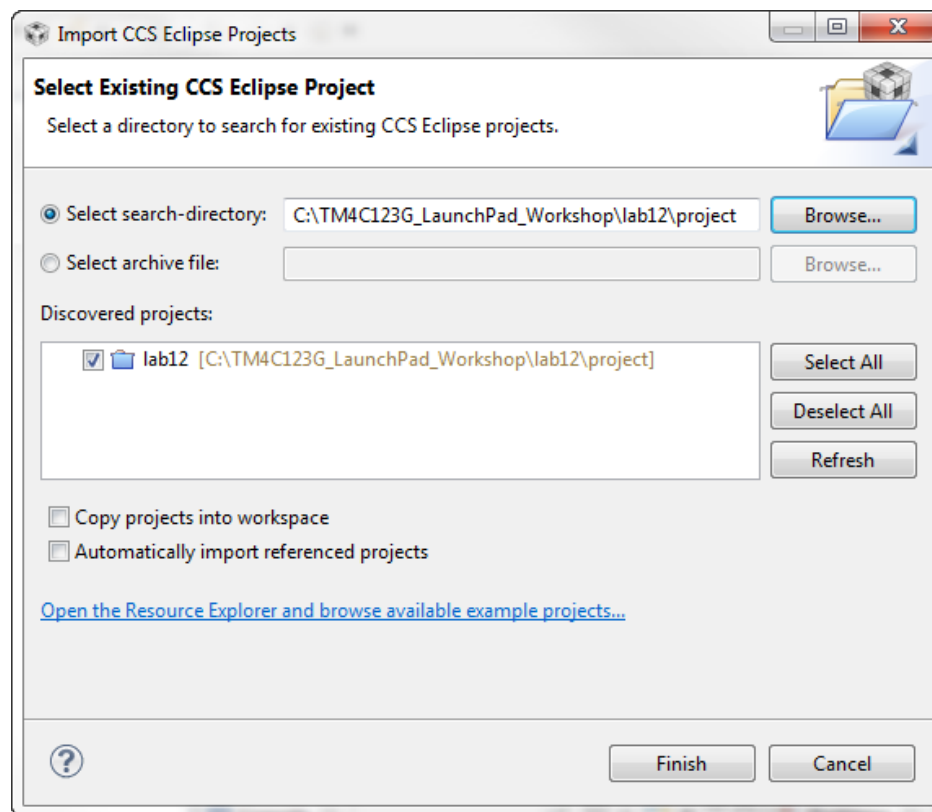 Import CCS Eclipse Projects
Select Existing CCS Eclipse Project
Select a directory to search for existing CCS Eclipse projects.
Select search-directory: C:\TM4C123G_LaunchPad_Workshop\lab12\project Browse...
Select archive file: Browse...
Discovered projects:
lab12 [C:\TM4C123G_LaunchPad_Workshop\lab12\project] Select All
Deselect All
Refresh
Copy projects into workspace
Automatically import referenced projects
Open the Resource Explorer and browse available example projects...
? Finish Cancel